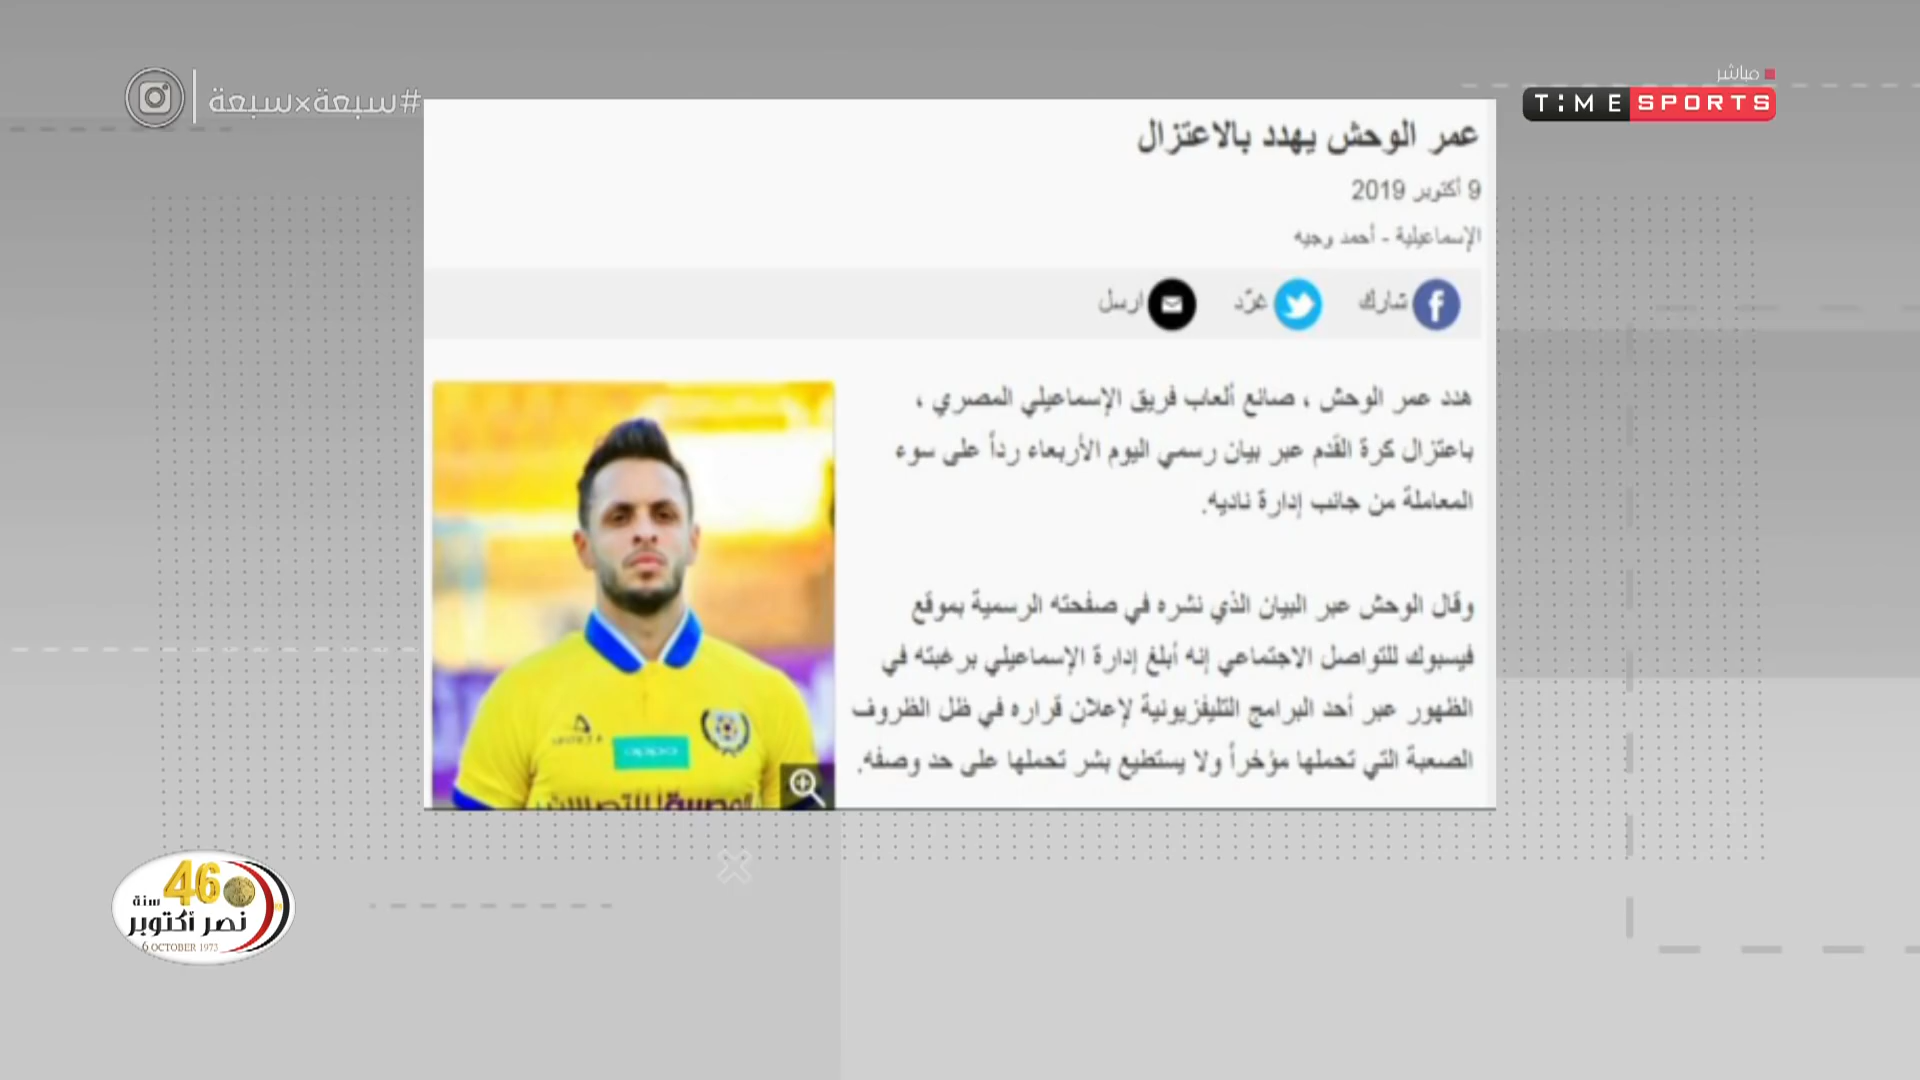 #سبعة×سبعة
مباشر
TIME SPORTS
عمر الوحش يهدد بالاعتزال
9 أكتوبر 2019
الإسماعيلية - أحمد وجيه
شارك
غرّد
ارسل
هدد عمر الوحش ، صانع ألعاب فريق الإسماعيلي المصري ،
باعتزال كرة القدم عبر بيان رسمي اليوم الأربعاء رداً على سوء
المعاملة من جانب إدارة ناديه.
وقال الوحش عبر البيان الذي نشره في صفحته الرسمية بموقع
فيسبوك للتواصل الاجتماعي إنه أبلغ إدارة الإسماعيلي برغبته في
الظهور عبر أحد البرامج التليفزيونية لإعلان قراره في ظل الظروف
الصعبة التي تحملها مؤخراً ولا يستطيع بشر تحملها على حد وصفه.
oppo
المصرية للاتصالات
46
سنة
نصر أكتوبر
6 OCTOBER 1973